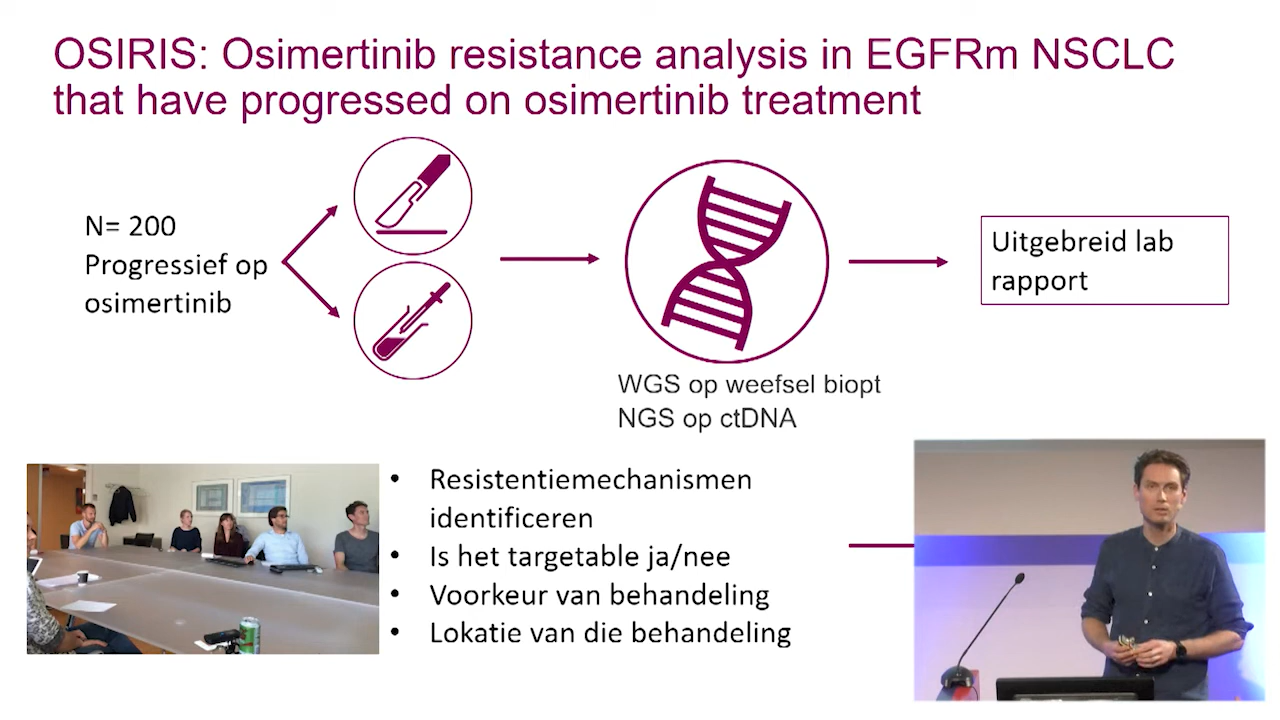 OSIRIS: Osimertinib resistance analysis in EGFRm NSCLC
that have progressed on osimertinib treatment
N= 200
Progressief op
osimertinib
Uitgebreid lab
rapport
WGS op weefsel biopt
NGS op ctDNA
• Resistentiemechanismen
identificeren
• Is het targetable ja/nee
• Voorkeur van behandeling
• Lokatie van die behandeling